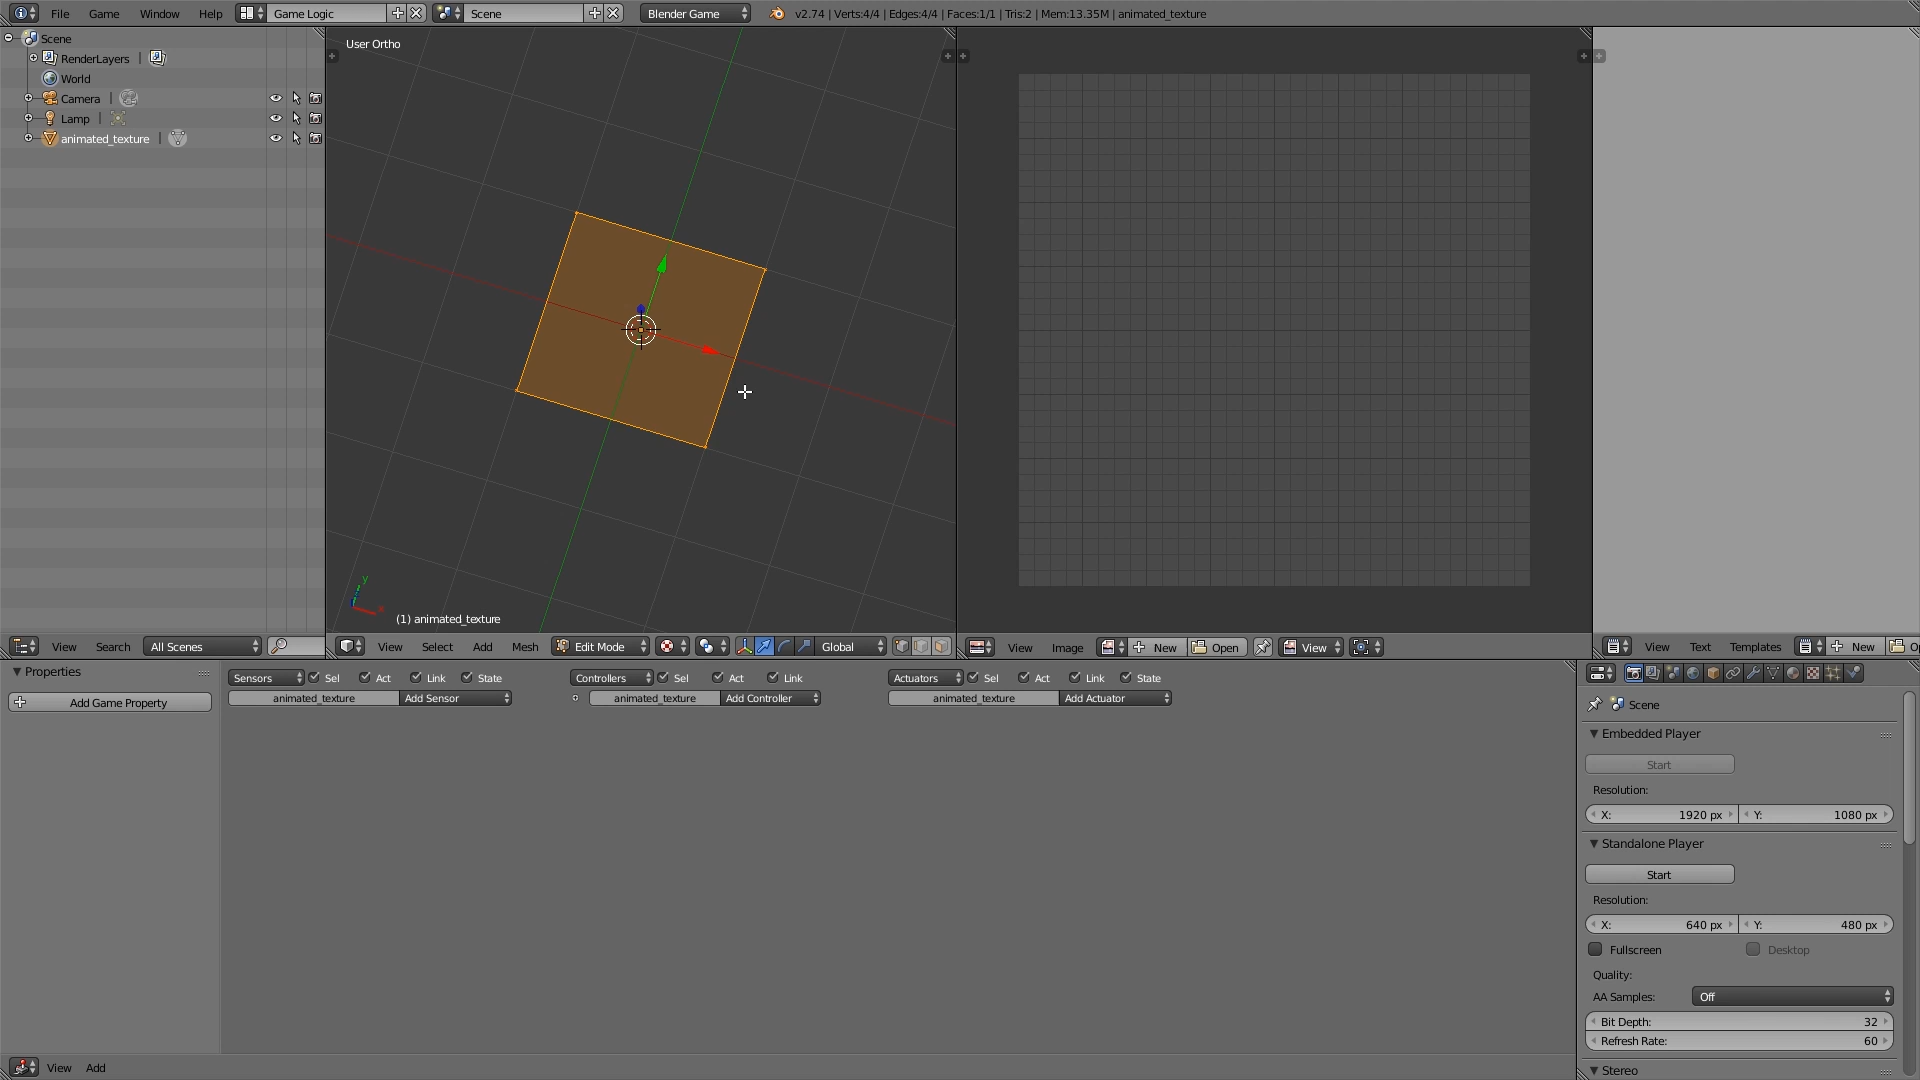 File Game Window Help Game Logic Scene Blender Game v2.74 | Verts:4/4 | Edges:4/4 | Faces:1/1 | Tris:2 | Mem:13.35M | animated_texture
Scene
RenderLayers |
World
Camera |
Lamp |
animated_texture |
User Ortho
y
x
(1) animated_texture
View Search All Scenes
View Select Add Mesh Edit Mode Global
View Image New Open View
View Text Templates New Op
Properties
Add Game Property
Sensors Sel Act Link State
animated_texture Add Sensor
Controllers Sel Act Link
animated_texture Add Controller
Actuators Sel Act Link State
animated_texture Add Actuator
Scene
Embedded Player
Start
Resolution:
X: 1920 px Y: 1080 px
Standalone Player
Start
Resolution:
X: 640 px Y: 480 px
Fullscreen Desktop
Quality:
AA Samples: Off
Bit Depth: 32
Refresh Rate: 60
Stereo
View Add